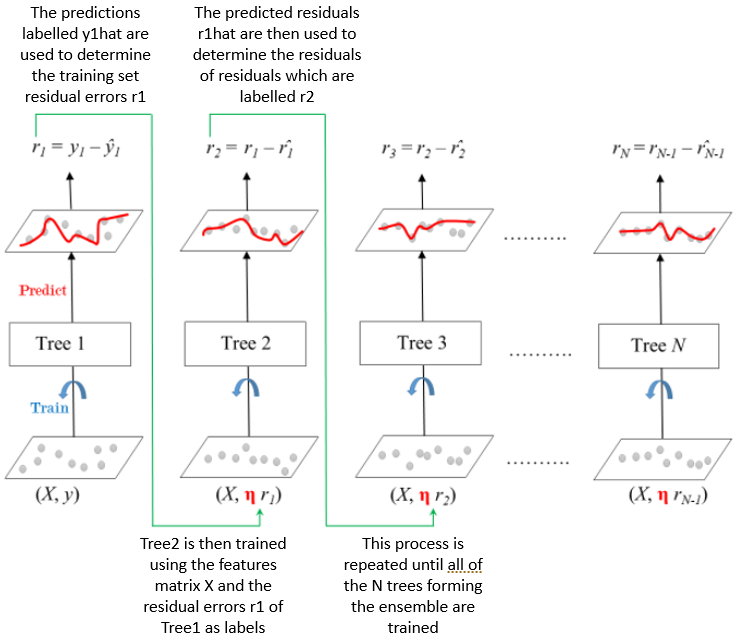 The predictions
labelled y1hat are
used to determine
the training set
residual errors r1
The predicted residuals
r1hat are then used to
determine the residuals
of residuals which are
labelled r2
r₁ = y₁ − ŷ₁
r₂ = r₁ − r̂₁
r₃ = r₂ − r̂₂
r_N = r_N-1 − r̂_N-1
............
Predict
Tree 1
Tree 2
Tree 3
............
Tree N
Train
............
(X, y)
(X, η r₁)
(X, η r₂)
(X, η r_N-1)
Tree2 is then trained
using the features
matrix X and the
residual errors r1 of
Tree1 as labels
This process is
repeated until all of
the N trees forming
the ensemble are
trained